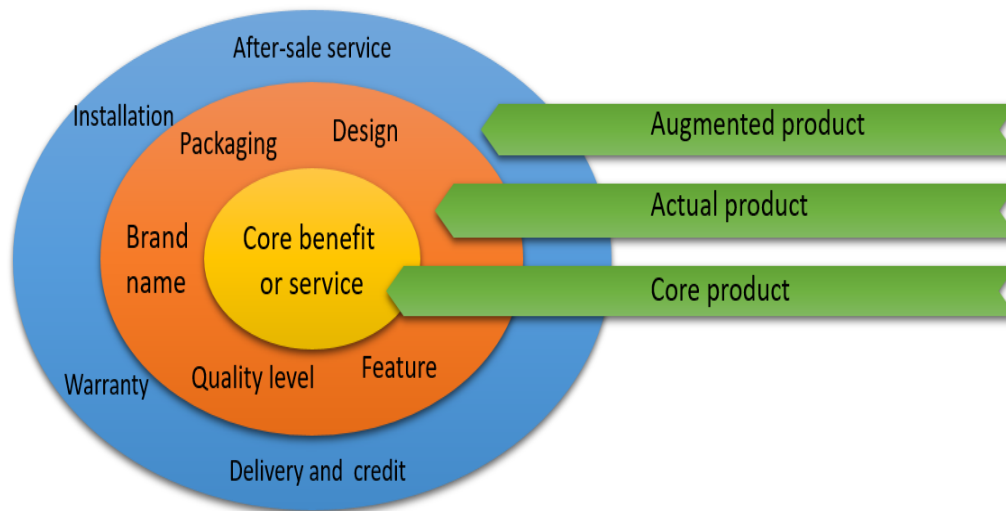 After-sale service
Installation
Packaging
Design
Augmented product
Actual product
Brand
name
Core benefit
or service
Core product
Warranty
Quality level
Feature
Delivery and credit